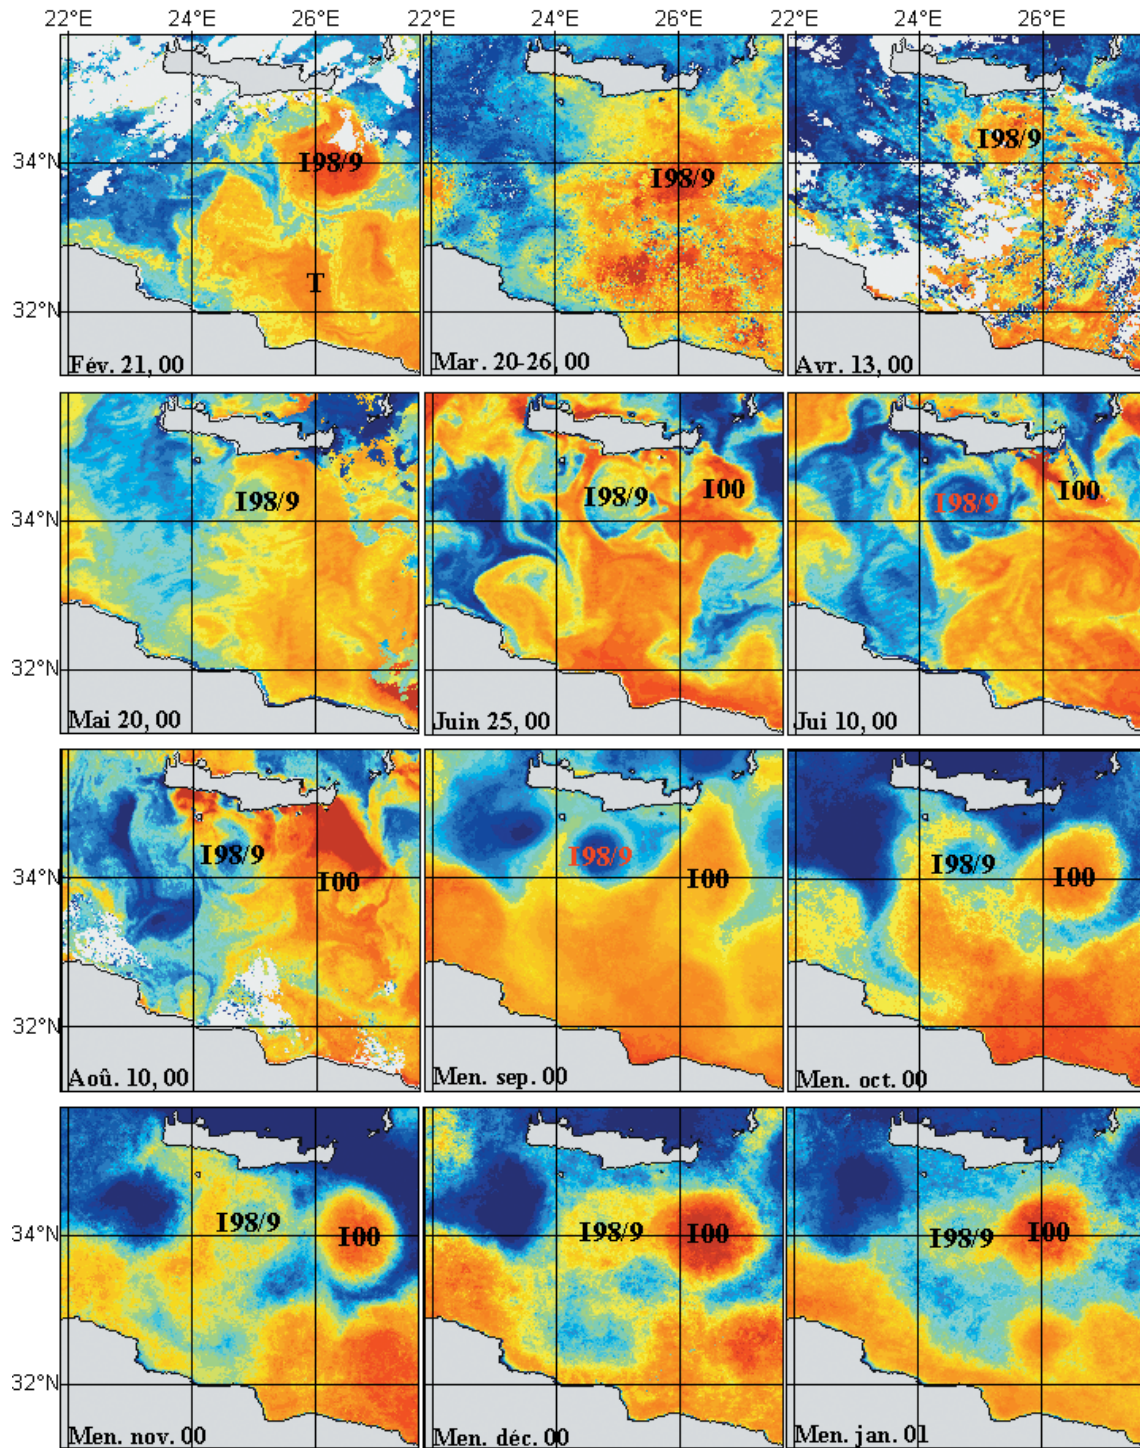 22°E 24°E 26°E 22°E 24°E 26°E 22°E 24°E 26°E
34°N
32°N
I98/9
T
Fév. 21, 00
I98/9
Mar. 20-26, 00
I98/9
Avr. 13, 00
34°N
32°N
I98/9
Mai 20, 00
I98/9 I00
Juin 25, 00
I98/9 I00
Jui 10, 00
34°N
32°N
I98/9 I00
Aoû. 10, 00
I98/9 I00
Men. sep. 00
I98/9 I00
Men. oct. 00
34°N
32°N
I98/9 I00
Men. nov. 00
I98/9 I00
Men. déc. 00
I98/9 I00
Men. jan. 01